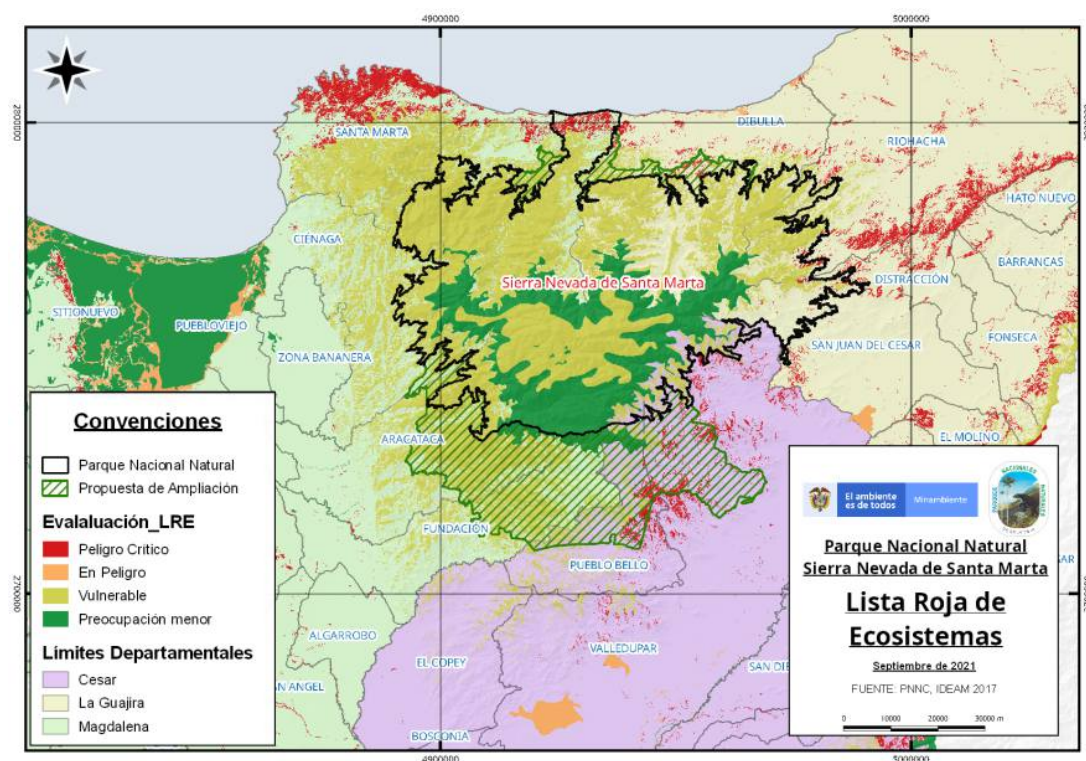 4900000
5000000
2800000
SANTA MARTA
DIBULLA
RIOHACHA
HATO NUEVO
CIÉNAGA
BARRANCAS
Sierra Nevada de Santa Marta
DISTRACCIÓN
SITIONUEVO
PUEBLOVIEJO
FONSECA
SAN JUAN DEL CESAR
ZONA BANANERA
ARACATACA
EL MOLINO
FUNDACIÓN
PUEBLO BELLO
2700000
ALGARROBO
EL COPEY
VALLEDUPAR
BOSCONIA
4900000
5000000
Convenciones
Parque Nacional Natural
Propuesta de Ampliación
Evalaluación_LRE
Peligro Crítico
En Peligro
Vulnerable
Preocupación menor
Límites Departamentales
Cesar
La Guajira
Magdalena
El ambiente
es de todos
Minambiente
Parque Nacional Natural
Sierra Nevada de Santa Marta
Lista Roja de
Ecosistemas
Septiembre de 2021
FUENTE: PNNC, IDEAM 2017
0 10000 20000 30000 m